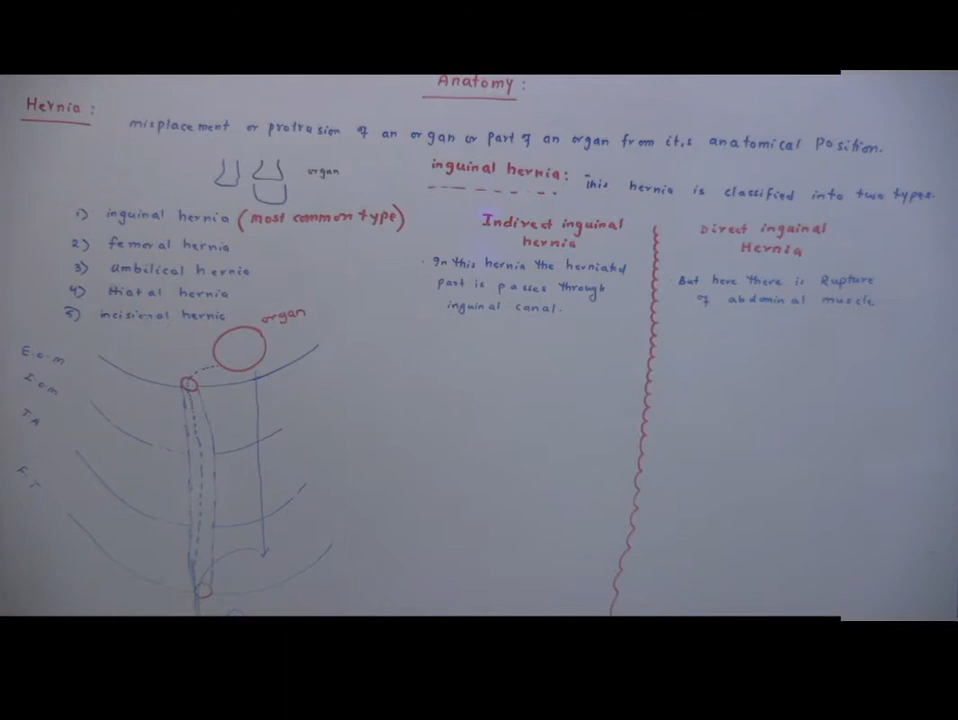 Anatomy :
Hernia :
misplacement or protrusion of an organ or part of an organ from it,s anatomical Position.
organ
inguinal hernia : This hernia is classified into two types.
1) inguinal hernia (most common type)
2) femoral hernia
3) umbilical hernia
4) Hiatal hernia
5) incisional hernia
Indirect inguinal
hernia
· In this hernia the herniated
part is passes through
inguinal canal.
Direct inguinal
Hernia
· But here there is Rupture
of abdominal muscle
organ
E.o.m
I.o.m
T.A
F.T